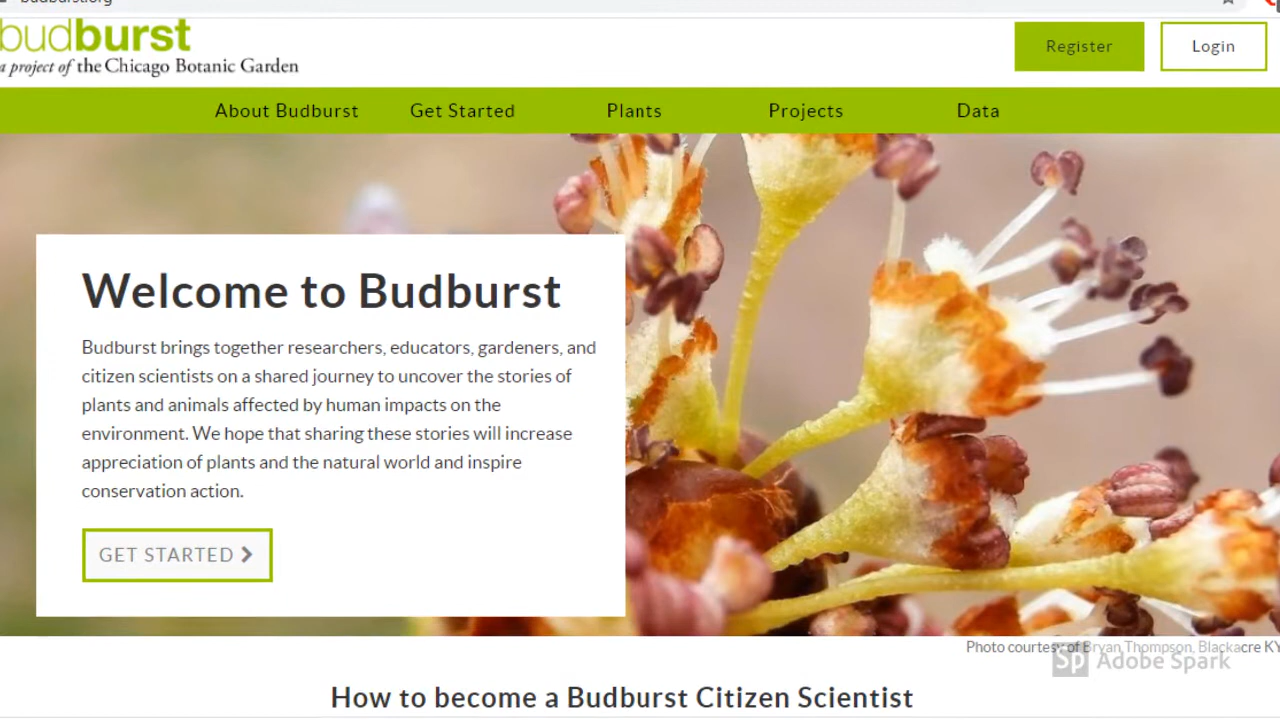 budburst.org
budburst
a project of the Chicago Botanic Garden
Register
Login
About Budburst
Get Started
Plants
Projects
Data
Welcome to Budburst
Budburst brings together researchers, educators, gardeners, and
citizen scientists on a shared journey to uncover the stories of
plants and animals affected by human impacts on the
environment. We hope that sharing these stories will increase
appreciation of plants and the natural world and inspire
conservation action.
GET STARTED
Photo courtesy of Bryan Thompson, Blackacre KY
Sp Adobe Spark
How to become a Budburst Citizen Scientist